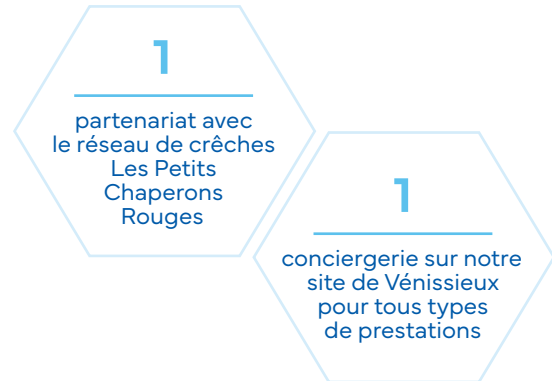 1
partenariat avec
le réseau de crêches
Les Petits
Chaperons
Rouges
1
conciergerie sur notre
site de Vénissieux
pour tous types
de prestations